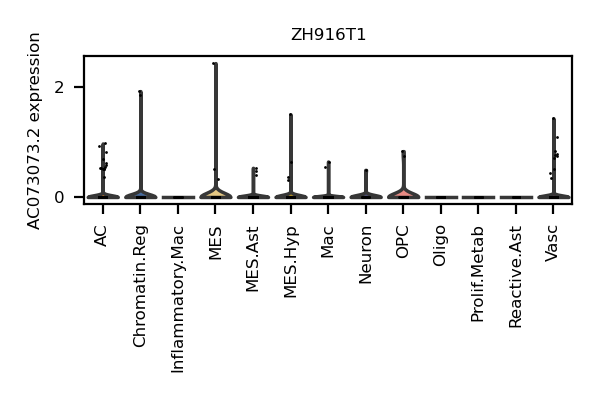 ZH916T1
AC073073.2 expression
2
0
AC
Chromatin.Reg
Inflammatory.Mac
MES
MES.Ast
MES.Hyp
Mac
Neuron
OPC
Oligo
Prolif.Metab
Reactive.Ast
Vasc